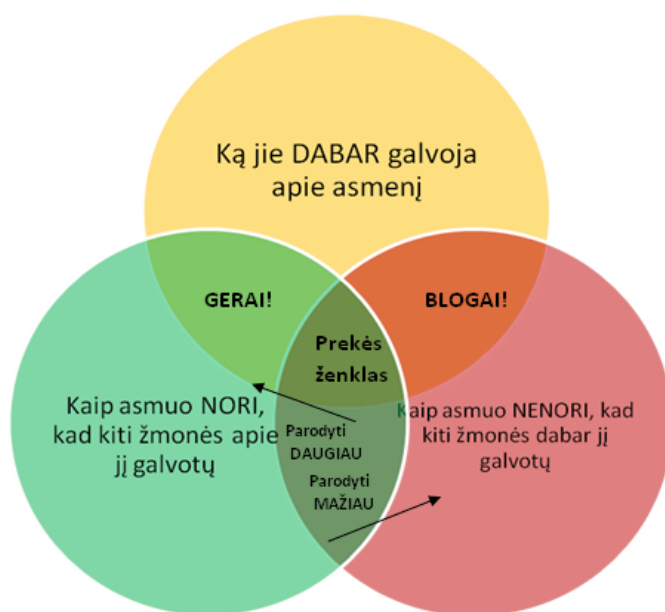 Ką jie DABAR galvoja
apie asmenį
GERAI!
BLOGAI!
Prekės
ženklas
Kaip asmuo NORI,
kad kiti žmonės apie
jį galvotų
Parodyti
DAUGIAU
Parodyti
MAŽIAU
Kaip asmuo NENORI, kad
kiti žmonės dabar jį
galvotų